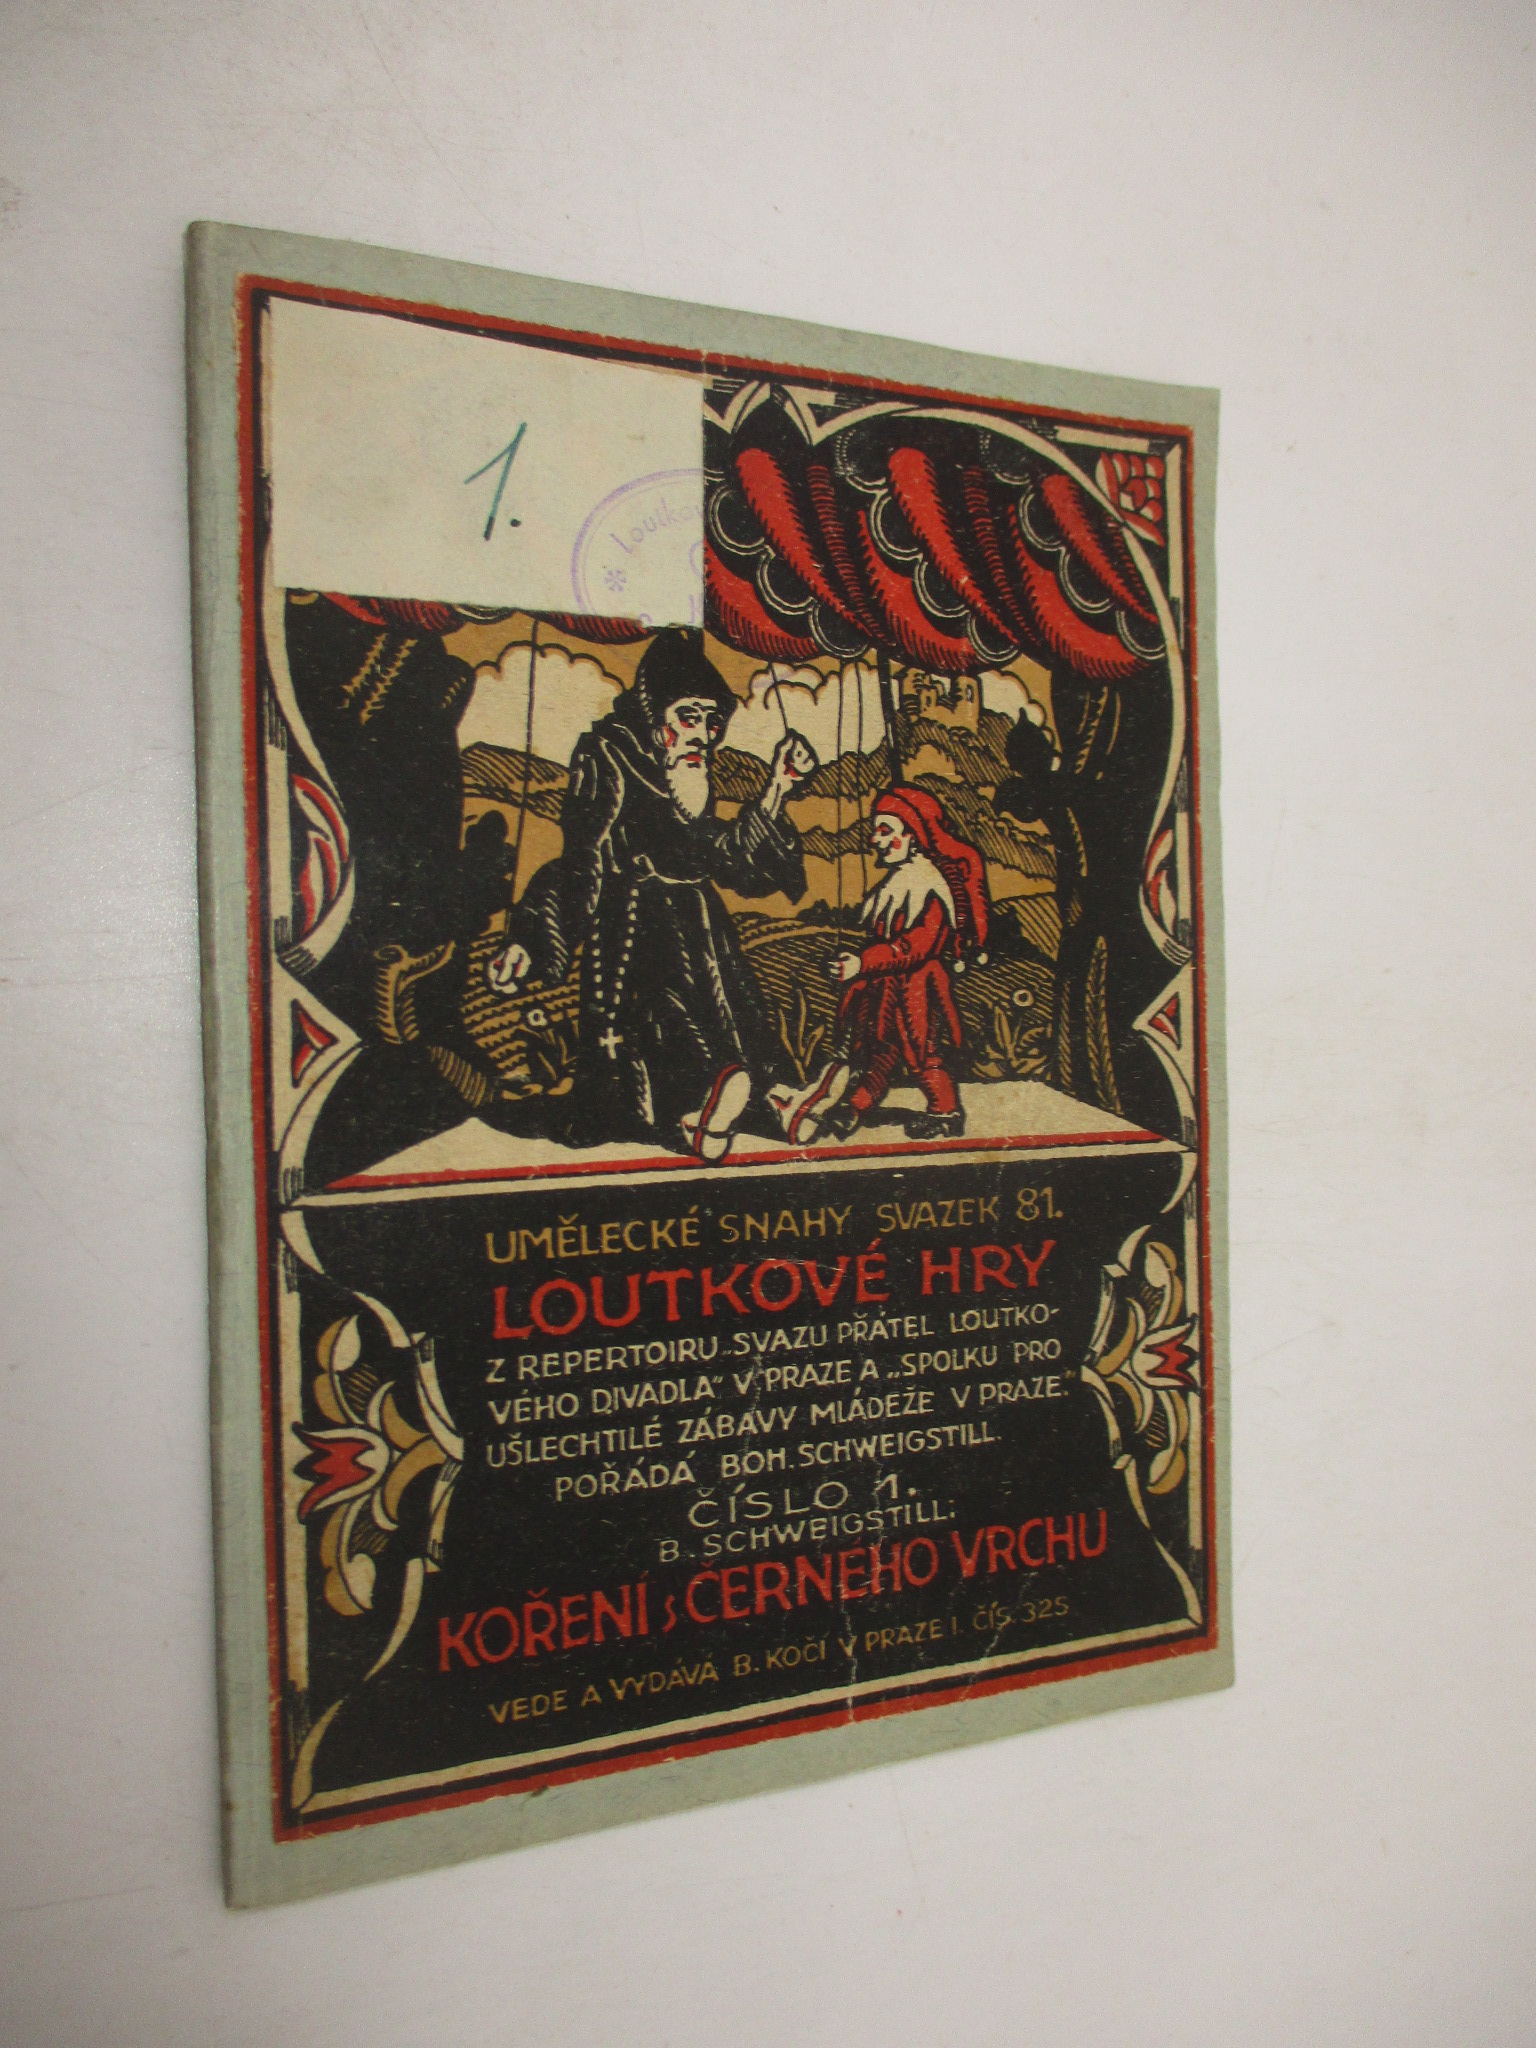 1.
Loutkov
UMĚLECKÉ SNAHY SVAZEK 81.
LOUTKOVÉ HRY
Z REPERTOIRU „SVAZU PŘÁTEL LOUTKO-
VÉHO DIVADLA“ V PRAZE A „SPOLKU PRO
UŠLECHTILÉ ZÁBAVY MLÁDEŽE V PRAZE.“
POŘÁDÁ BOH. SCHWEIGSTILL.
ČÍSLO 1.
B. SCHWEIGSTILL:
KOŘENÍ s ČERNÉHO VRCHU
VEDE A VYDÁVÁ B. KOČÍ V PRAZE I. ČÍS. 325